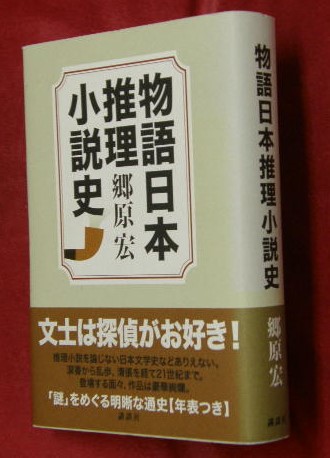 物語日本
推理
小説史
郷原宏
文士は探偵がお好き！
推理小説を論じない日本文学史などありえない。
涙香から乱歩、清張を経て21世紀まで。
登場する面々、作品は豪華絢爛。
「謎」をめぐる明晰な通史【年表つき】
講談社
物語日本推理小説史
郷原宏
講談社